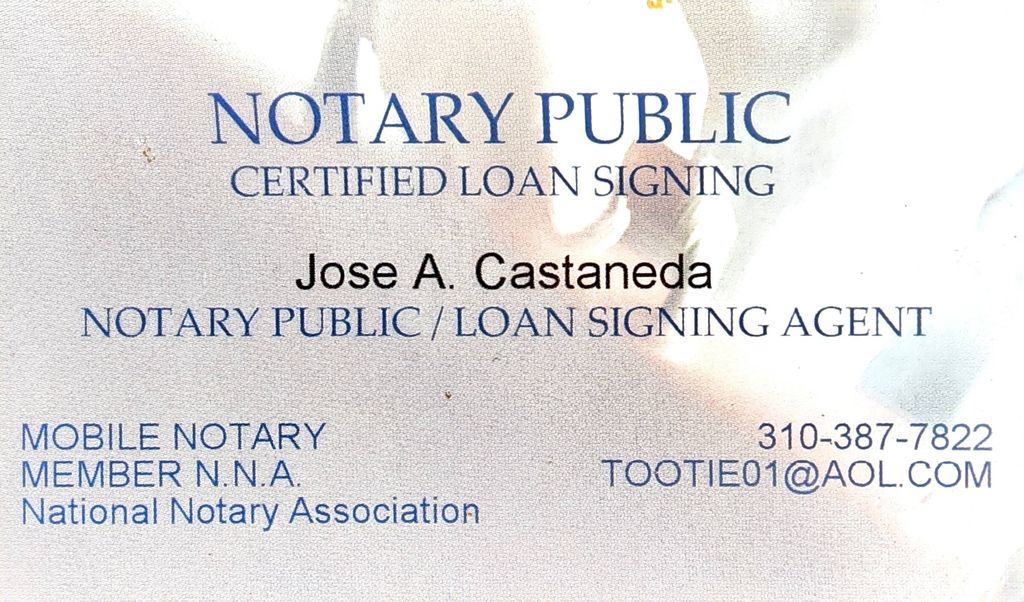 NOTARY PUBLIC
CERTIFIED LOAN SIGNING
Jose A. Castaneda
NOTARY PUBLIC / LOAN SIGNING AGENT
MOBILE NOTARY
MEMBER N.N.A.
National Notary Association
310-387-7822
TOOTIE01@AOL.COM